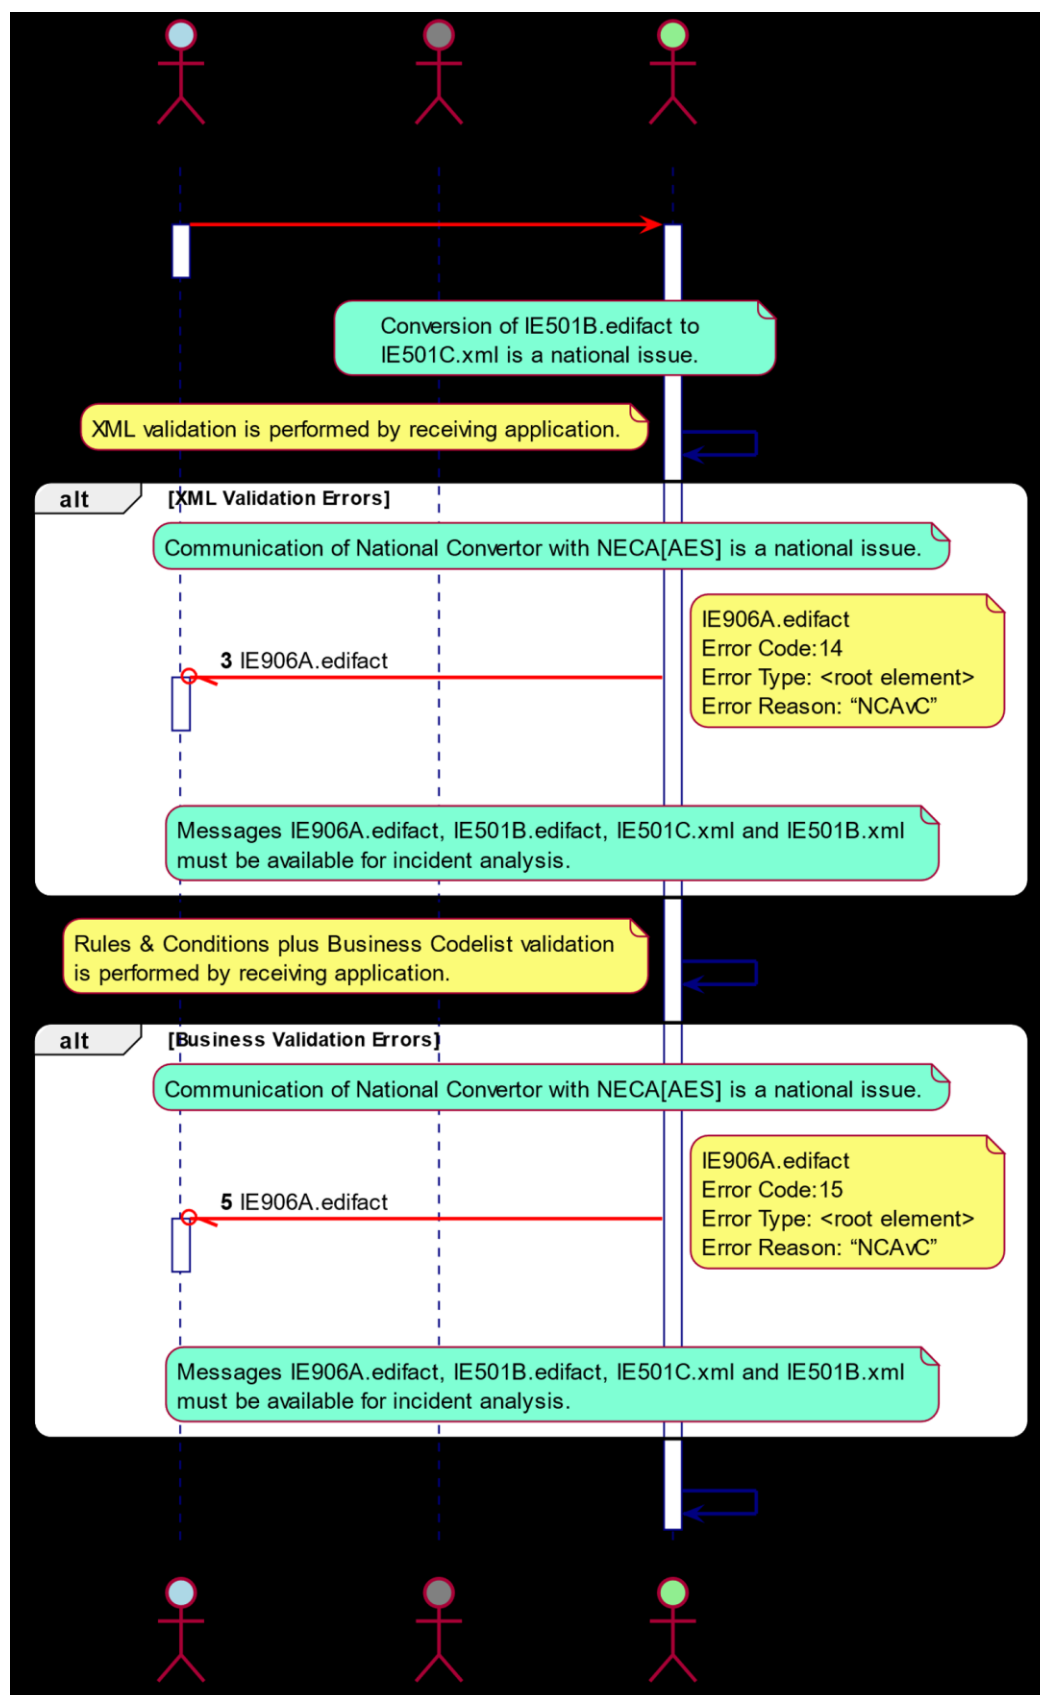 Conversion of IE501B.edifact to
IE501C.xml is a national issue.
XML validation is performed by receiving application.
alt [XML Validation Errors]
Communication of National Convertor with NECA[AES] is a national issue.
IE906A.edifact
Error Code:14
Error Type: <root element>
Error Reason: “NCAvC”
3 IE906A.edifact
Messages IE906A.edifact, IE501B.edifact, IE501C.xml and IE501B.xml
must be available for incident analysis.
Rules & Conditions plus Business Codelist validation
is performed by receiving application.
alt [Business Validation Errors]
Communication of National Convertor with NECA[AES] is a national issue.
IE906A.edifact
Error Code:15
Error Type: <root element>
Error Reason: “NCAvC”
5 IE906A.edifact
Messages IE906A.edifact, IE501B.edifact, IE501C.xml and IE501B.xml
must be available for incident analysis.